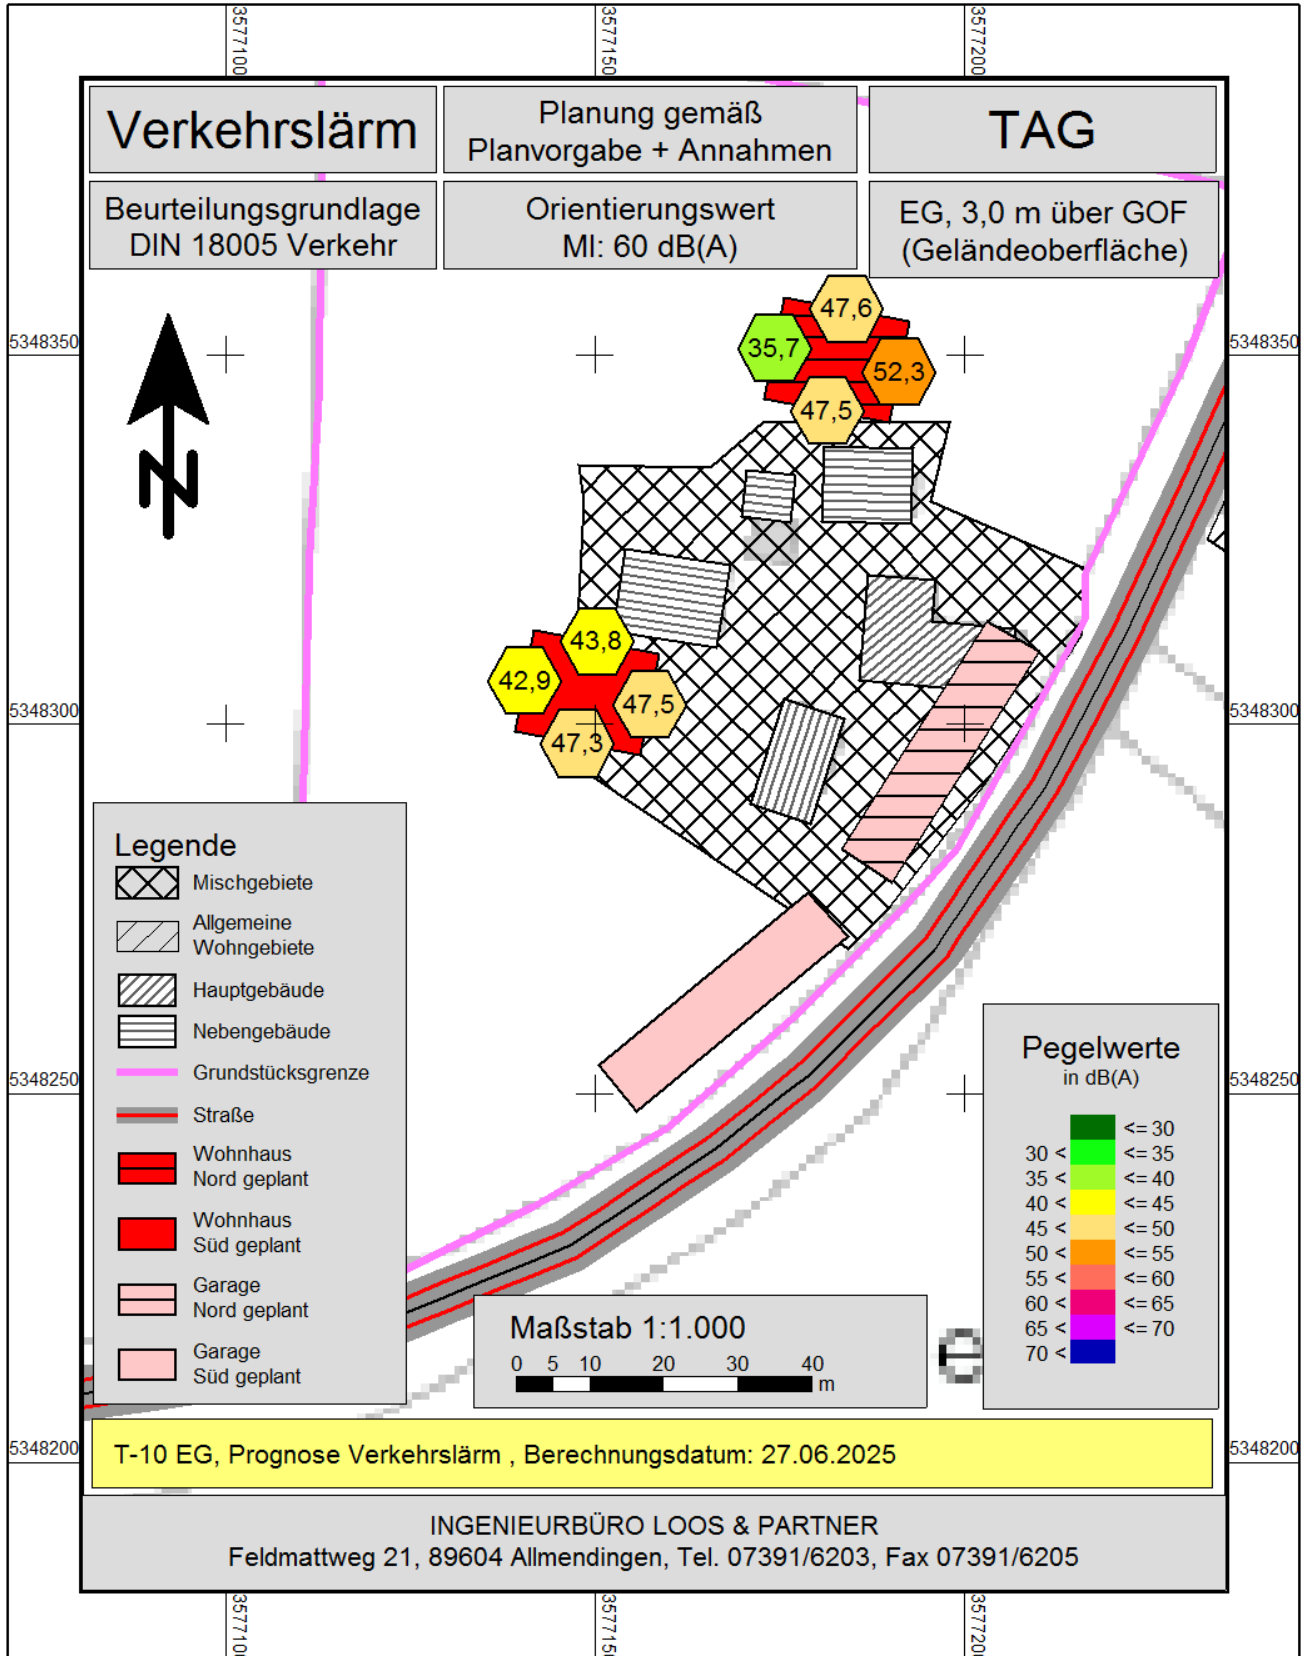 3577100
3577150
3577200
Verkehrslärm
Planung gemäß
Planvorgabe + Annahmen
TAG
Beurteilungsgrundlage
DIN 18005 Verkehr
Orientierungswert
MI: 60 dB(A)
EG, 3,0 m über GOF
(Geländeoberfläche)
5348350
5348350
47,6
35,7
52,3
47,5
N
43,8
42,9
47,5
47,3
5348300
5348300
Legende
Mischgebiete
Allgemeine
Wohngebiete
Hauptgebäude
Nebengebäude
Grundstücksgrenze
Straße
Wohnhaus
Nord geplant
Wohnhaus
Süd geplant
Garage
Nord geplant
Garage
Süd geplant
5348250
5348250
Pegelwerte
in dB(A)
<= 30
30 < <= 35
35 < <= 40
40 < <= 45
45 < <= 50
50 < <= 55
55 < <= 60
60 < <= 65
65 < <= 70
70 <
Maßstab 1:1.000
0 5 10 20 30 40
m
5348200
5348200
T-10 EG, Prognose Verkehrslärm , Berechnungsdatum: 27.06.2025
INGENIEURBÜRO LOOS & PARTNER
Feldmattweg 21, 89604 Allmendingen, Tel. 07391/6203, Fax 07391/6205
3577100
3577150
3577200